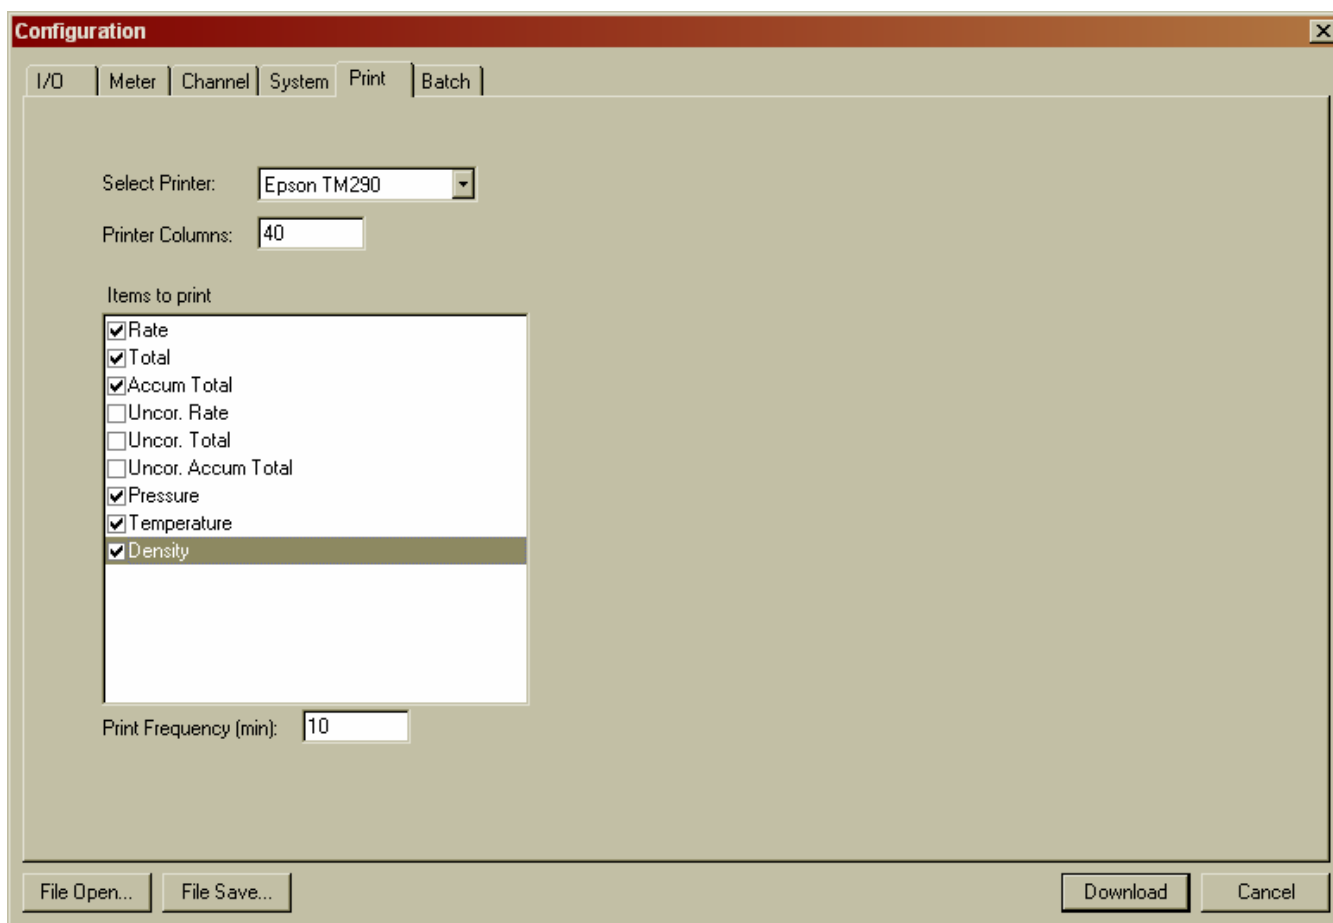 Configuration
I/O Meter Channel System Print Batch
Select Printer: Epson TM290
Printer Columns: 40
Items to print
Rate
Total
Accum Total
Uncor. Rate
Uncor. Total
Uncor. Accum Total
Pressure
Temperature
Density
Print Frequency (min): 10
File Open... File Save... Download Cancel